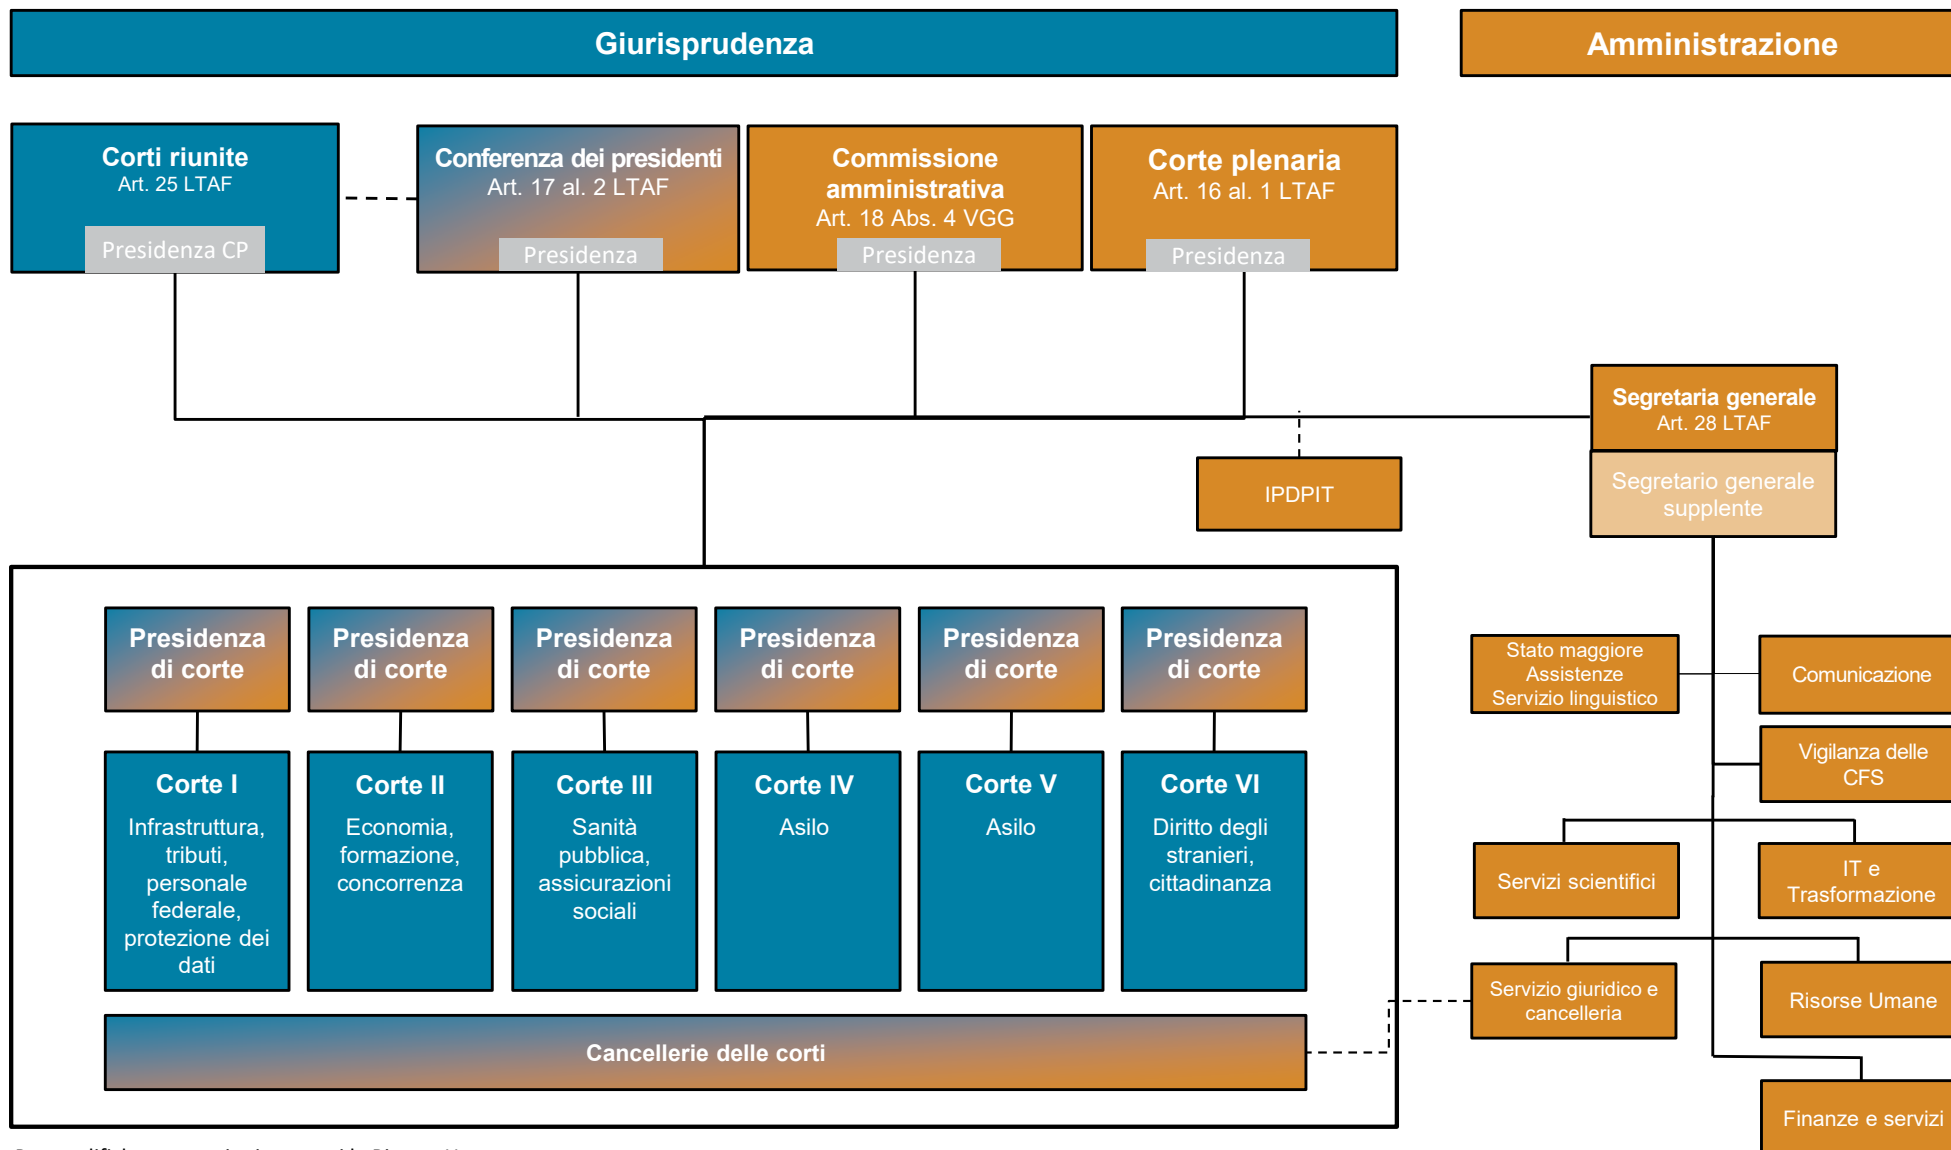 Giurisprudenza
Amministrazione
Corti riunite
Art. 25 LTAF
Presidenza CP
Conferenza dei presidenti
Art. 17 al. 2 LTAF
Presidenza
Commissione
amministrativa
Art. 18 Abs. 4 VGG
Presidenza
Corte plenaria
Art. 16 al. 1 LTAF
Presidenza
Segretaria generale
Art. 28 LTAF
Segretario generale
supplente
IPDPIT
Presidenza
di corte
Presidenza
di corte
Presidenza
di corte
Presidenza
di corte
Presidenza
di corte
Presidenza
di corte
Corte I
Infrastruttura,
tributi,
personale
federale,
protezione dei
dati
Corte II
Economia,
formazione,
concorrenza
Corte III
Sanità
pubblica,
assicurazioni
sociali
Corte IV
Asilo
Corte V
Asilo
Corte VI
Diritto degli
stranieri,
cittadinanza
Cancellerie delle corti
Stato maggiore
Assistenze
Servizio linguistico
Comunicazione
Vigilanza delle
CFS
Servizi scientifici
IT e
Trasformazione
Servizio giuridico e
cancelleria
Risorse Umane
Finanze e servizi